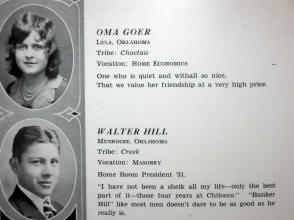 OMA GOER
LULA, OKLAHOMA
Tribe: Choctaw
Vocation: HOME ECONOMICS
One who is quiet and withall so nice,
That we value her friendship at a very high price.
WALTER HILL
MUSKOGEE, OKLAHOMA
Tribe: Creek
Vocation: MASONRY
Home Room President '31.
"I have not been a sheik all my life—only the best
part of it—those four years at Chilocco." "Bunker
Hill" like most men doesn't dare to be as good as he
really is.